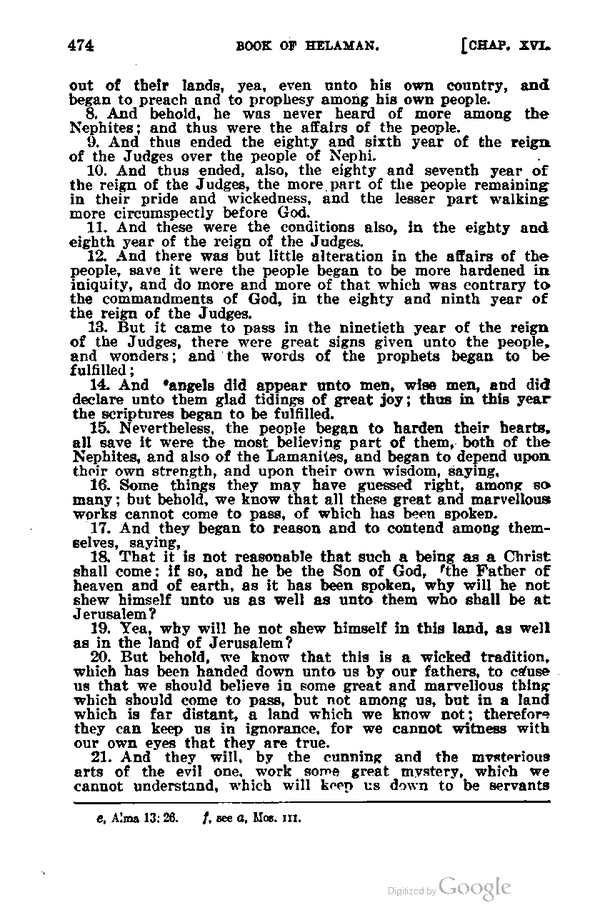 474 BOOK OF HELAMAN. [CHAP. XVI.
out of their lands, yea, even unto his own country, and
began to preach and to prophesy among his own people.
8. And behold, he was never heard of more among the
Nephites; and thus were the affairs of the people.
9. And thus ended the eighty and sixth year of the reign
of the Judges over the people of Nephi.
10. And thus ended, also, the eighty and seventh year of
the reign of the Judges, the more part of the people remaining
in their pride and wickedness, and the lesser part walking
more circumspectly before God.
11. And these were the conditions also, in the eighty and
eighth year of the reign of the Judges.
12. And there was but little alteration in the affairs of the
people, save it were the people began to be more hardened in
iniquity, and do more and more of that which was contrary to
the commandments of God, in the eighty and ninth year of
the reign of the Judges.
13. But it came to pass in the ninetieth year of the reign
of the Judges, there were great signs given unto the people,
and wonders; and the words of the prophets began to be
fulfilled;
14. And ᵉangels did appear unto men, wise men, and did
declare unto them glad tidings of great joy; thus in this year
the scriptures began to be fulfilled.
15. Nevertheless, the people began to harden their hearts,
all save it were the most believing part of them, both of the
Nephites, and also of the Lamanites, and began to depend upon
their own strength, and upon their own wisdom, saying,
16. Some things they may have guessed right, among so
many; but behold, we know that all these great and marvellous
works cannot come to pass, of which has been spoken.
17. And they began to reason and to contend among them-
selves, saying,
18. That it is not reasonable that such a being as a Christ
shall come; if so, and he be the Son of God, ᶠthe Father of
heaven and of earth, as it has been spoken, why will he not
shew himself unto us as well as unto them who shall be at
Jerusalem?
19. Yea, why will he not shew himself in this land, as well
as in the land of Jerusalem?
20. But behold, we know that this is a wicked tradition,
which has been handed down unto us by our fathers, to cause
us that we should believe in some great and marvellous thing
which should come to pass, but not among us, but in a land
which is far distant, a land which we know not; therefore
they can keep us in ignorance, for we cannot witness with
our own eyes that they are true.
21. And they will, by the cunning and the mysterious
arts of the evil one, work some great mystery, which we
cannot understand, which will keep us down to be servants
e, Alma 13: 26. f, see a, Mos. III.
Digitized by Google